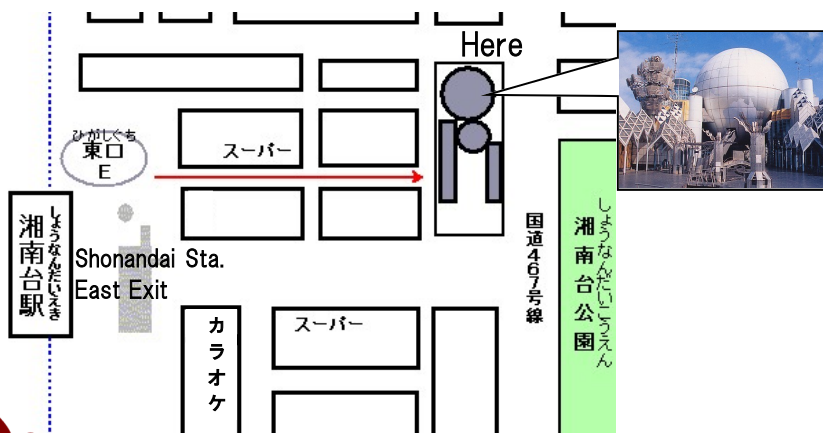 Here
ひがしぐち
東口
E
スーパー
湘南台駅
しょうなんだいえき
Shonandai Sta.
East Exit
国道467号線
湘南台公園
しょうなんだいこうえん
カラオケ
スーパー